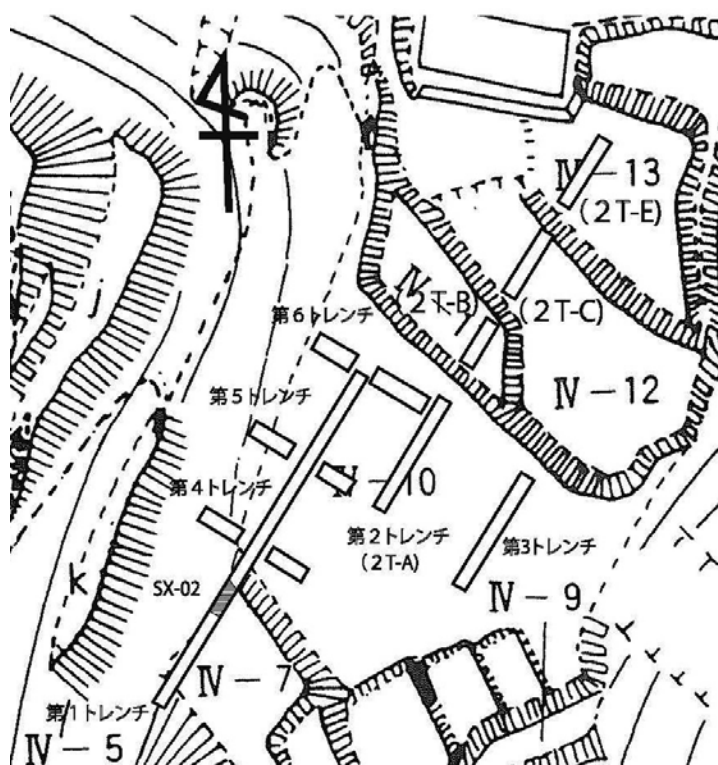 Ⅳ－13
(2T-E)
Ⅳ
(2T-B)
(2T-C)
第6トレンチ
Ⅳ－12
第5トレンチ
第4トレンチ
Ⅳ－10
第2トレンチ
(2T-A)
第3トレンチ
SX-02
k
Ⅳ－9
Ⅳ－7
第1トレンチ
Ⅳ－5